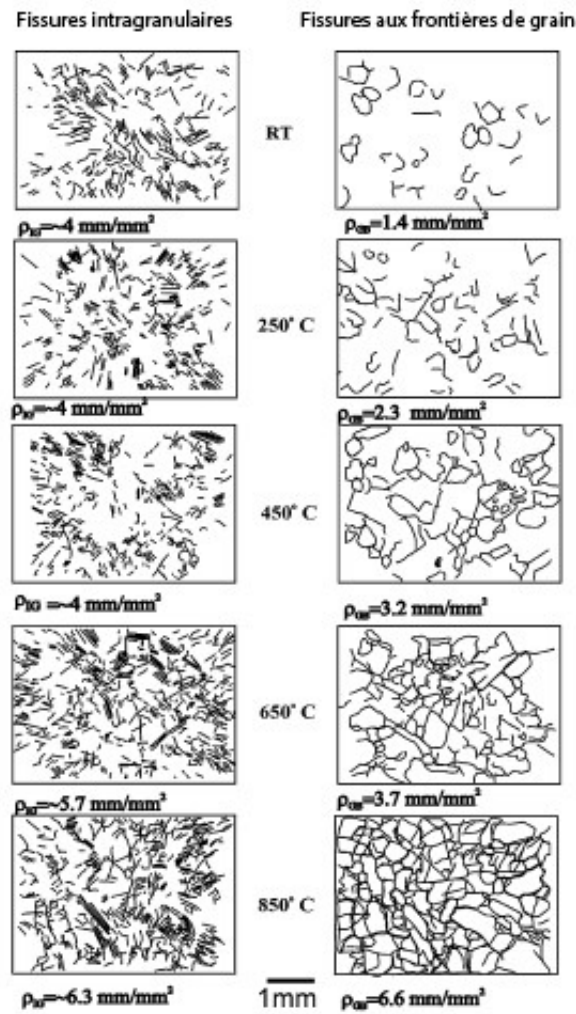 Fissures intragranulaires Fissures aux frontières de grain
RT
ρIG=~4 mm/mm² ρGB=1.4 mm/mm²
250° C
ρIG=~4 mm/mm² ρGB=2.3 mm/mm²
450° C
ρIG =~4 mm/mm² ρGB=3.2 mm/mm²
650° C
ρIG=~5.7 mm/mm² ρGB=3.7 mm/mm²
850° C
ρIG=~6.3 mm/mm² 1mm ρGB=6.6 mm/mm²